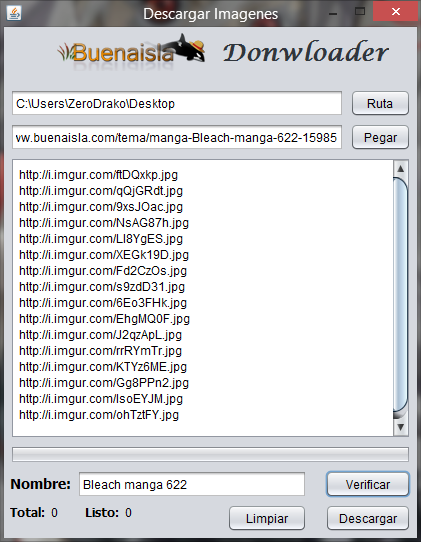 Descargar Imagenes
Buenaisla Donwloader
C:\Users\ZeroDrako\Desktop
Ruta
vw.buenaisla.com/tema/manga-Bleach-manga-622-15985
Pegar
http://i.imgur.com/ftDQxkp.jpg
http://i.imgur.com/qQjGRdt.jpg
http://i.imgur.com/9xsJOac.jpg
http://i.imgur.com/NsAG87h.jpg
http://i.imgur.com/Ll8YgES.jpg
http://i.imgur.com/XEGk19D.jpg
http://i.imgur.com/Fd2CzOs.jpg
http://i.imgur.com/s9zdD31.jpg
http://i.imgur.com/6Eo3FHk.jpg
http://i.imgur.com/EhgMQ0F.jpg
http://i.imgur.com/J2qzApL.jpg
http://i.imgur.com/rrRYmTr.jpg
http://i.imgur.com/KTYz6ME.jpg
http://i.imgur.com/Gg8PPn2.jpg
http://i.imgur.com/IsoEYJM.jpg
http://i.imgur.com/ohTztFY.jpg
Nombre: Bleach manga 622
Verificar
Total: 0 Listo: 0
Limpiar
Descargar